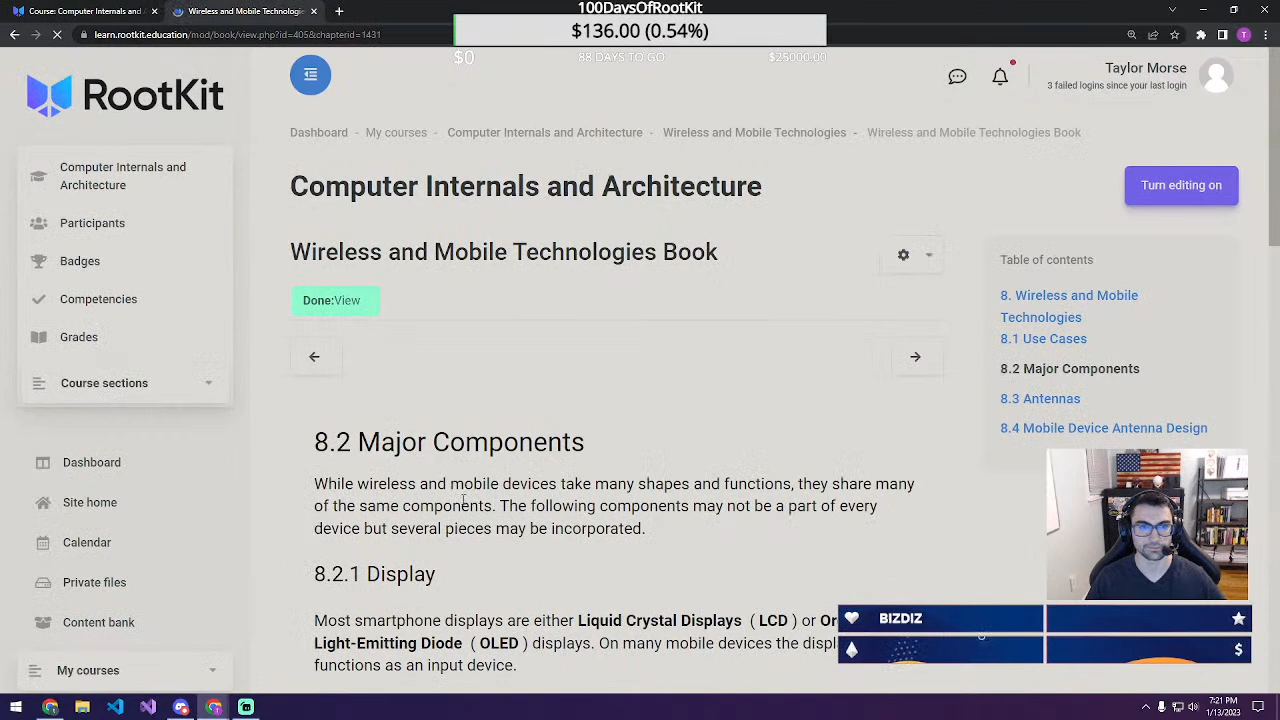 Course: Computer Internals and A
Wireless and Mobile Technologie
100DaysOfRootKit
$136.00 (0.54%)
$0
88 DAYS TO GO
$25000.00
learn.rootkit.training/mod/book/view.php?id=405&chapterid=1431
T
RootKit
Taylor Morse
3 failed logins since your last login
Dashboard - My courses - Computer Internals and Architecture - Wireless and Mobile Technologies - Wireless and Mobile Technologies Book
Computer Internals and Architecture
Turn editing on
Wireless and Mobile Technologies Book
Done:View
Computer Internals and
Architecture
Participants
Badges
Competencies
Grades
Course sections
Dashboard
Site home
Calendar
Private files
Content bank
My courses
Table of contents
8. Wireless and Mobile
Technologies
8.1 Use Cases
8.2 Major Components
8.3 Antennas
8.4 Mobile Device Antenna Design
8.2 Major Components
While wireless and mobile devices take many shapes and functions, they share many
of the same components. The following components may not be a part of every
device but several pieces may be incorporated.
8.2.1 Display
Most smartphone displays are either Liquid Crystal Displays ( LCD ) or Or
Light-Emitting Diode ( OLED ) displays. On many mobile devices the displ
functions as an input device.
BIZDIZ
$
7:21 PM
1/13/2023